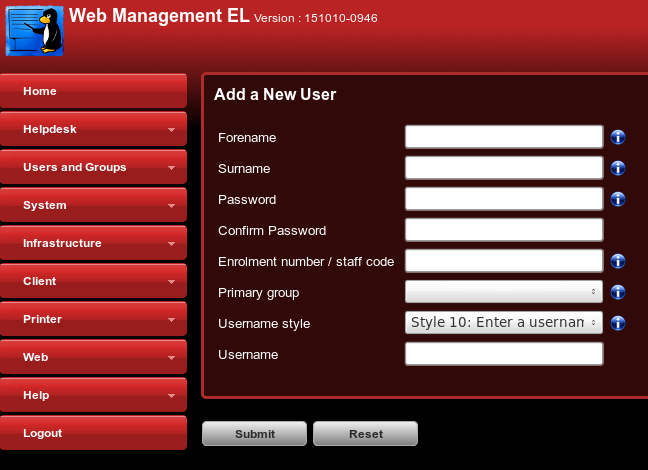 Web Management EL Version : 151010-0946
Home
Helpdesk
Users and Groups
System
Infrastructure
Client
Printer
Web
Help
Logout
Add a New User
Forename
Surname
Password
Confirm Password
Enrolment number / staff code
Primary group
Username style Style 10: Enter a usernam
Username
Submit Reset